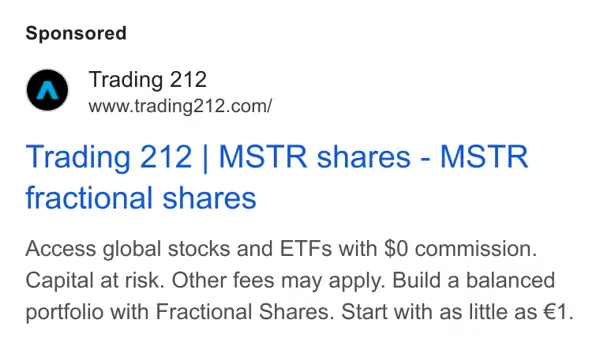 Sponsored
Trading 212
www.trading212.com/
Trading 212 | MSTR shares - MSTR
fractional shares
Access global stocks and ETFs with $0 commission.
Capital at risk. Other fees may apply. Build a balanced
portfolio with Fractional Shares. Start with as little as €1.